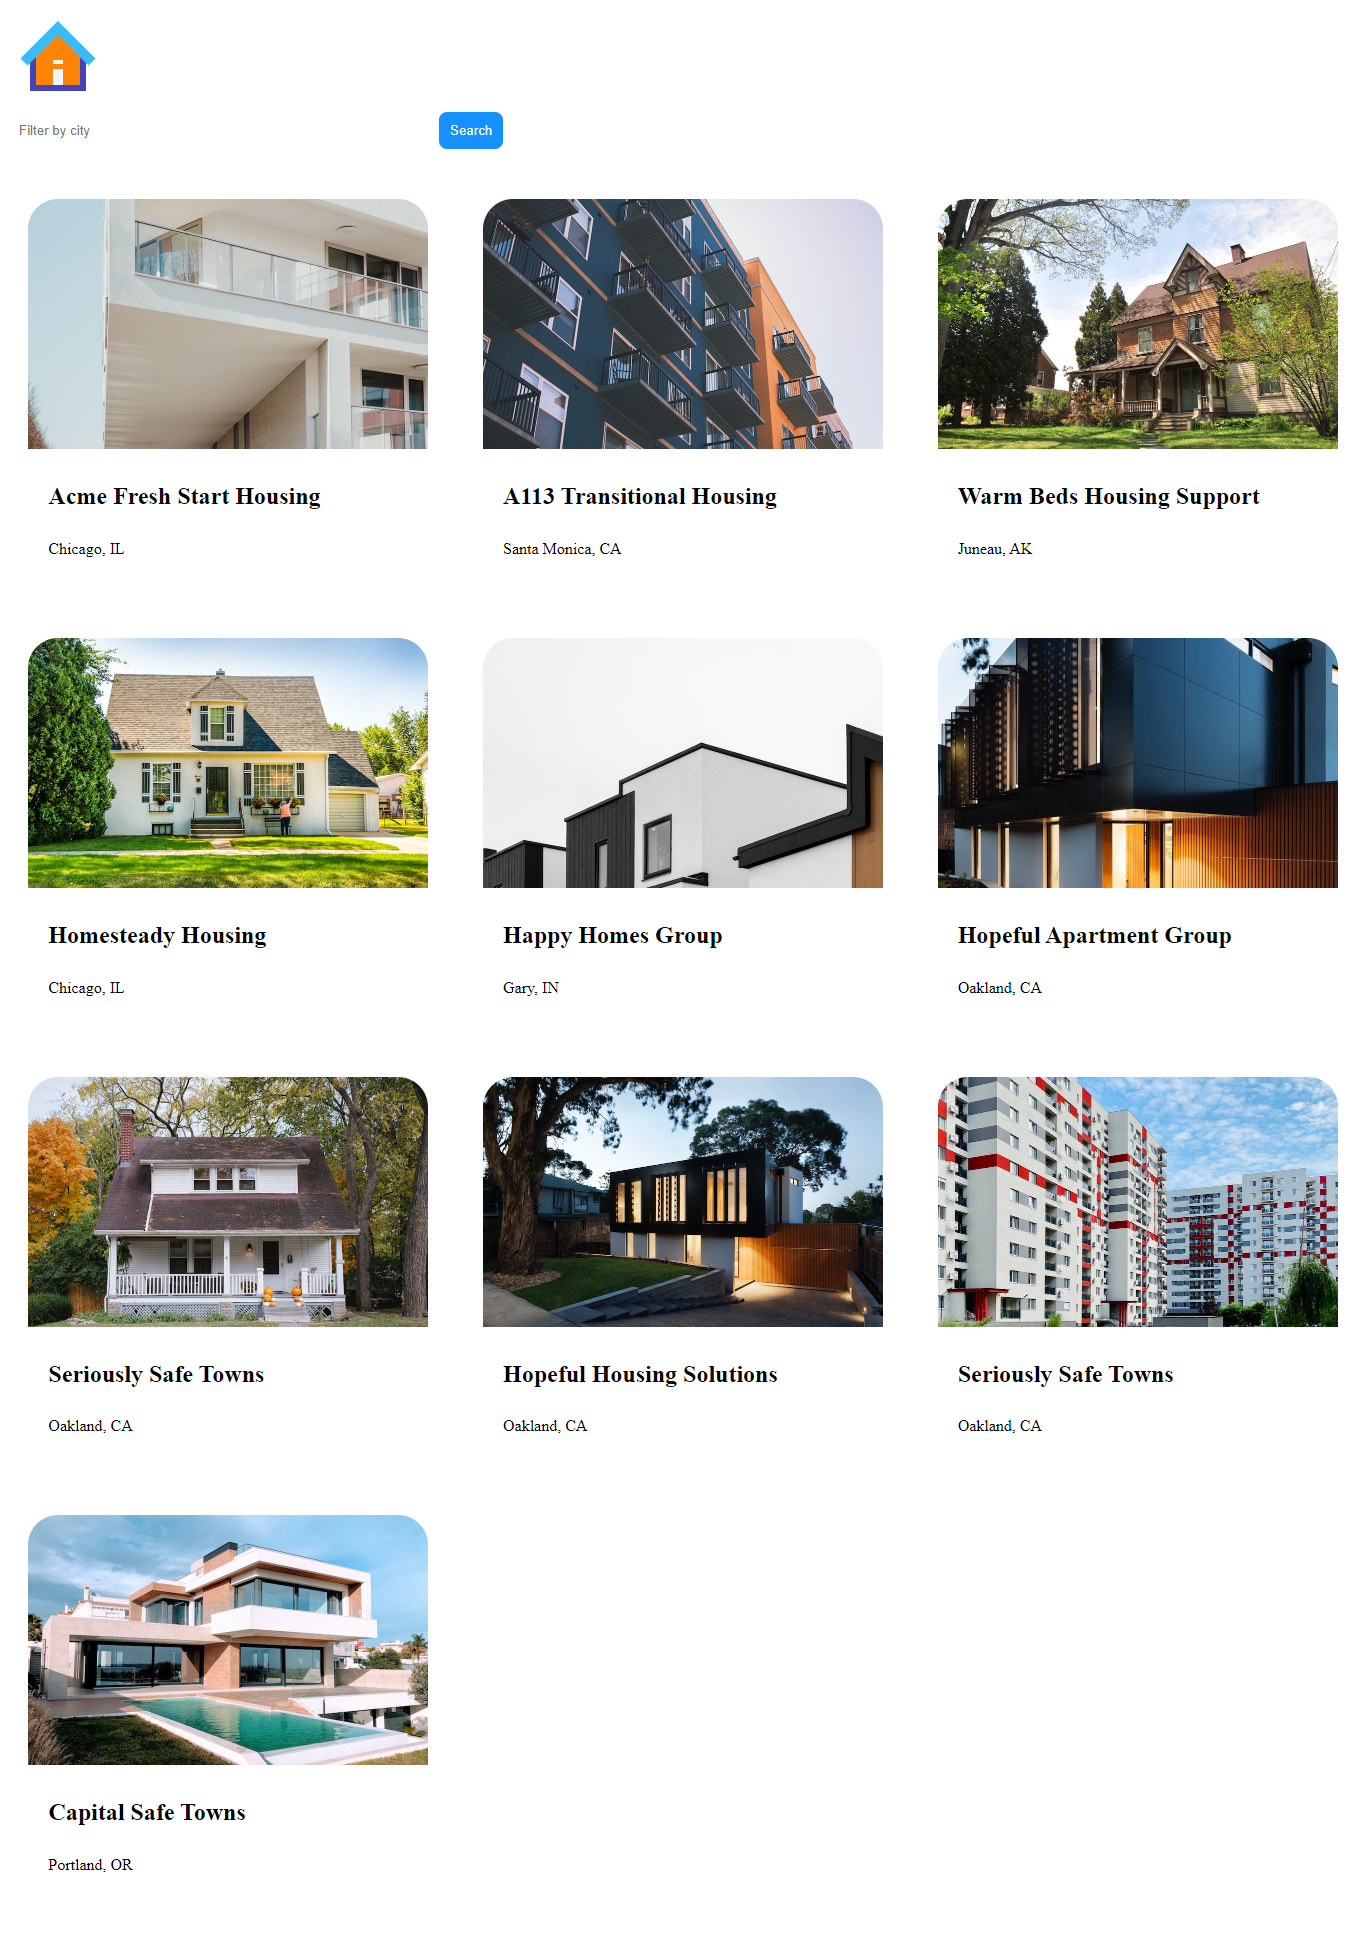 Filter by city
Search
Acme Fresh Start Housing
Chicago, IL
A113 Transitional Housing
Santa Monica, CA
Warm Beds Housing Support
Juneau, AK
Homesteady Housing
Chicago, IL
Happy Homes Group
Gary, IN
Hopeful Apartment Group
Oakland, CA
Seriously Safe Towns
Oakland, CA
Hopeful Housing Solutions
Oakland, CA
Seriously Safe Towns
Oakland, CA
Capital Safe Towns
Portland, OR